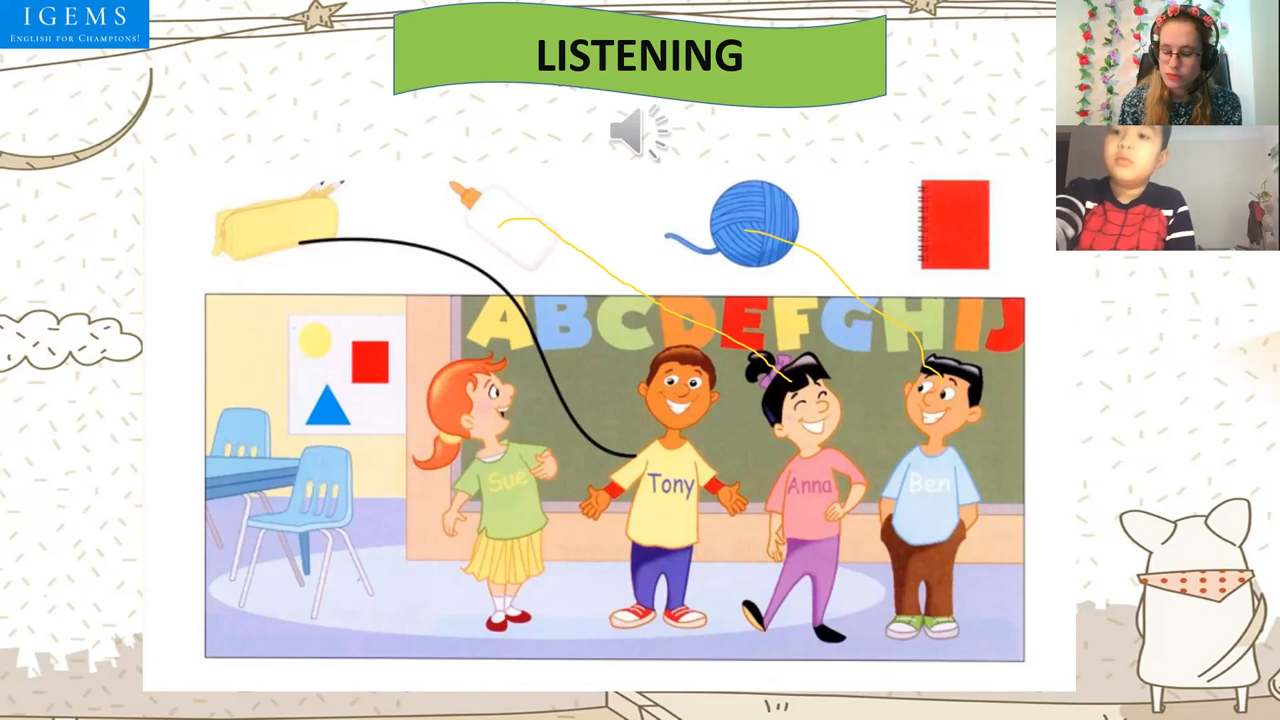 IGEMS
ENGLISH FOR CHAMPIONS!
LISTENING
ABCDEFGHIJ
Sue
Tony
Anna
Ben